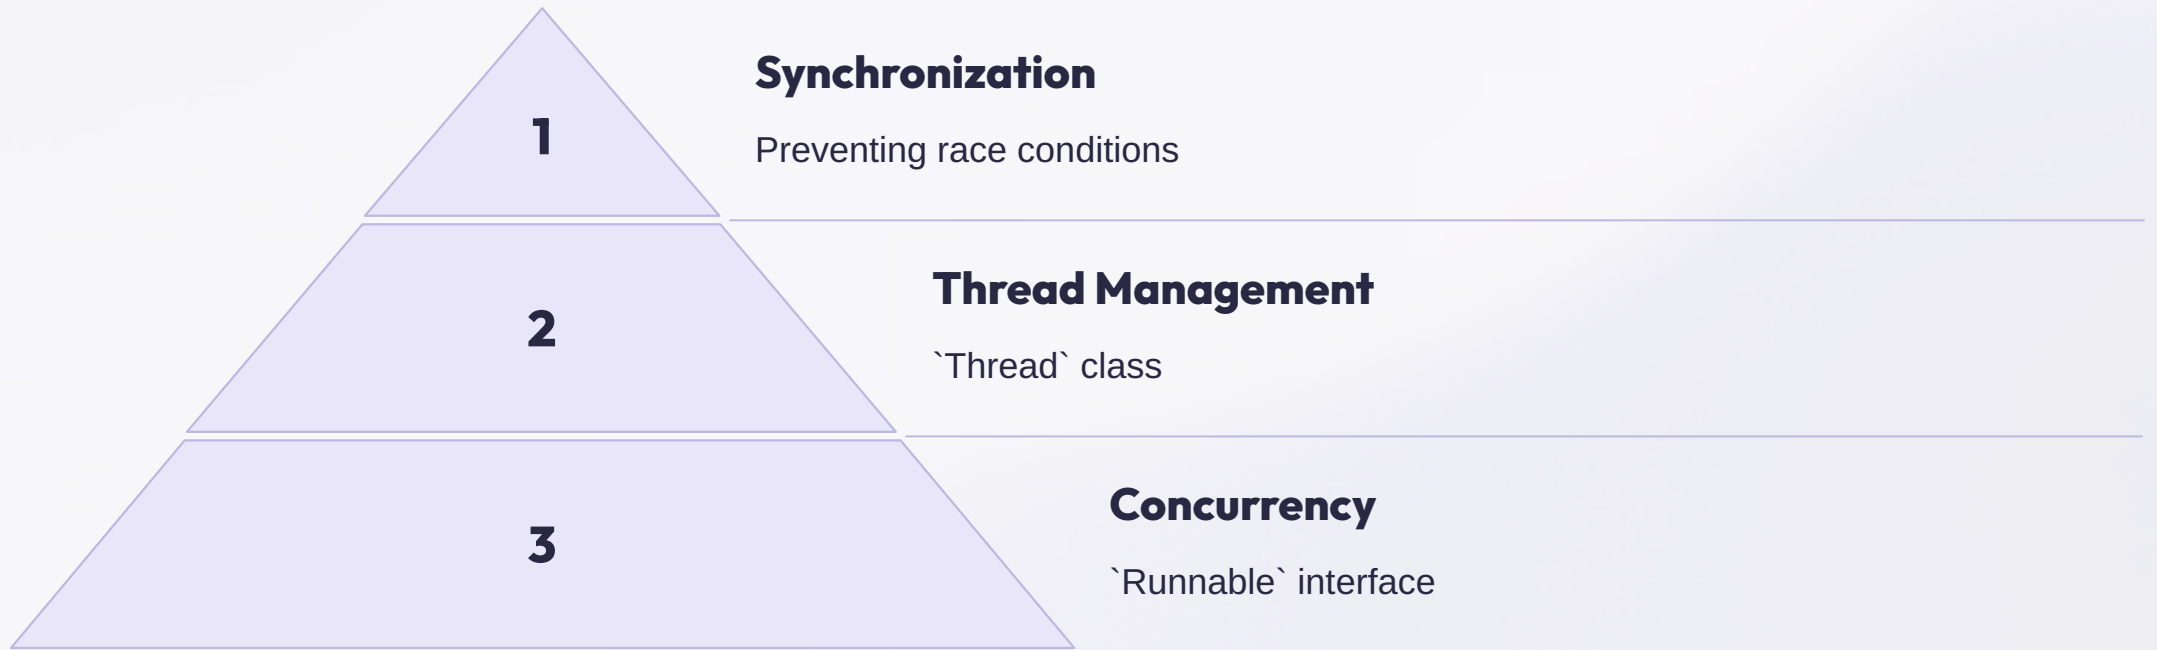 1
Synchronization
Preventing race conditions
2
Thread Management
`Thread` class
3
Concurrency
`Runnable` interface